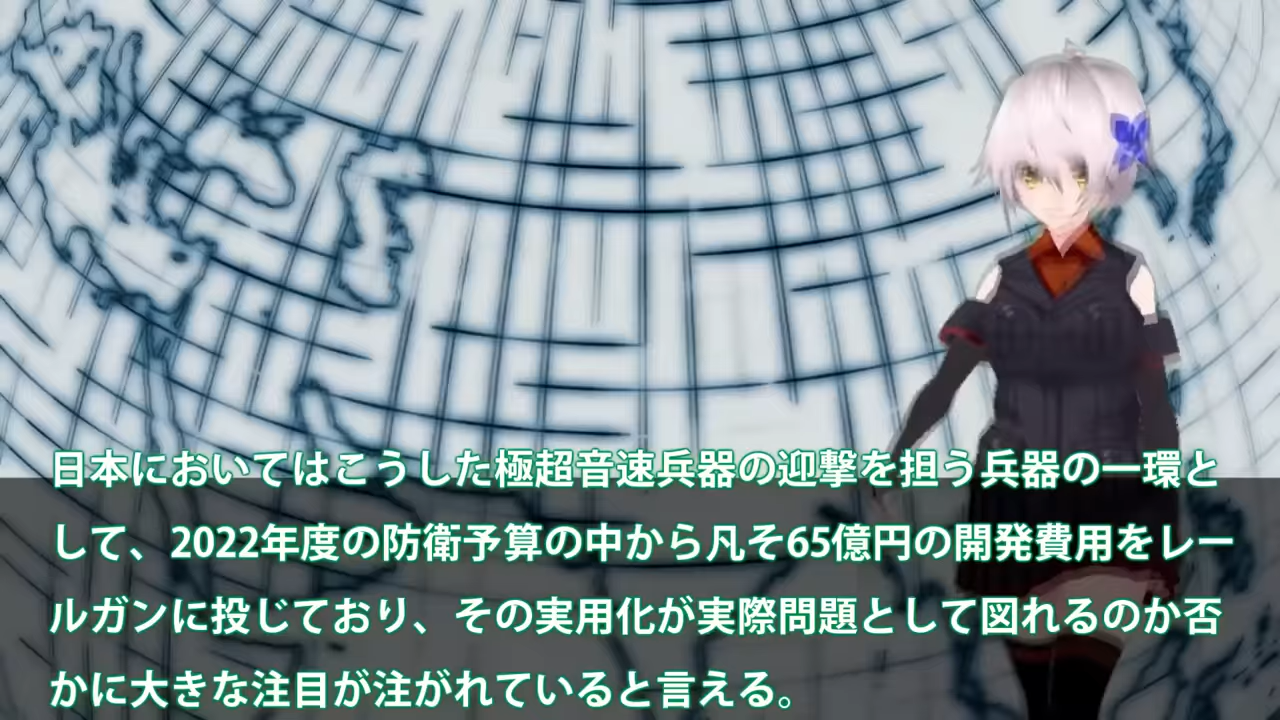 日本においてはこうした極超音速兵器の迎撃を担う兵器の一環と
して、2022年度の防衛予算の中から凡そ65億円の開発費用をレー
ルガンに投じており、その実用化が実際問題として図れるのか否
かに大きな注目が注がれていると言える。